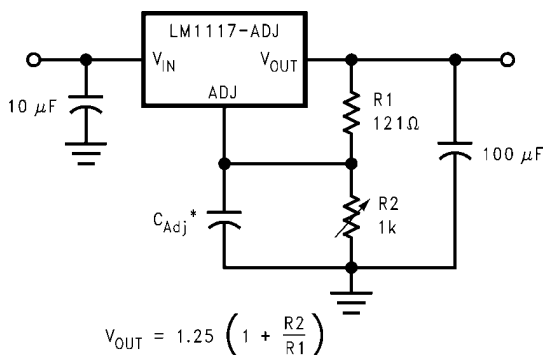 LM1117-ADJ
V_IN
V_OUT
ADJ
10 μF
R1
121Ω
100 μF
C_Adj*
R2
1k
V_OUT = 1.25 (1 + R2/R1)